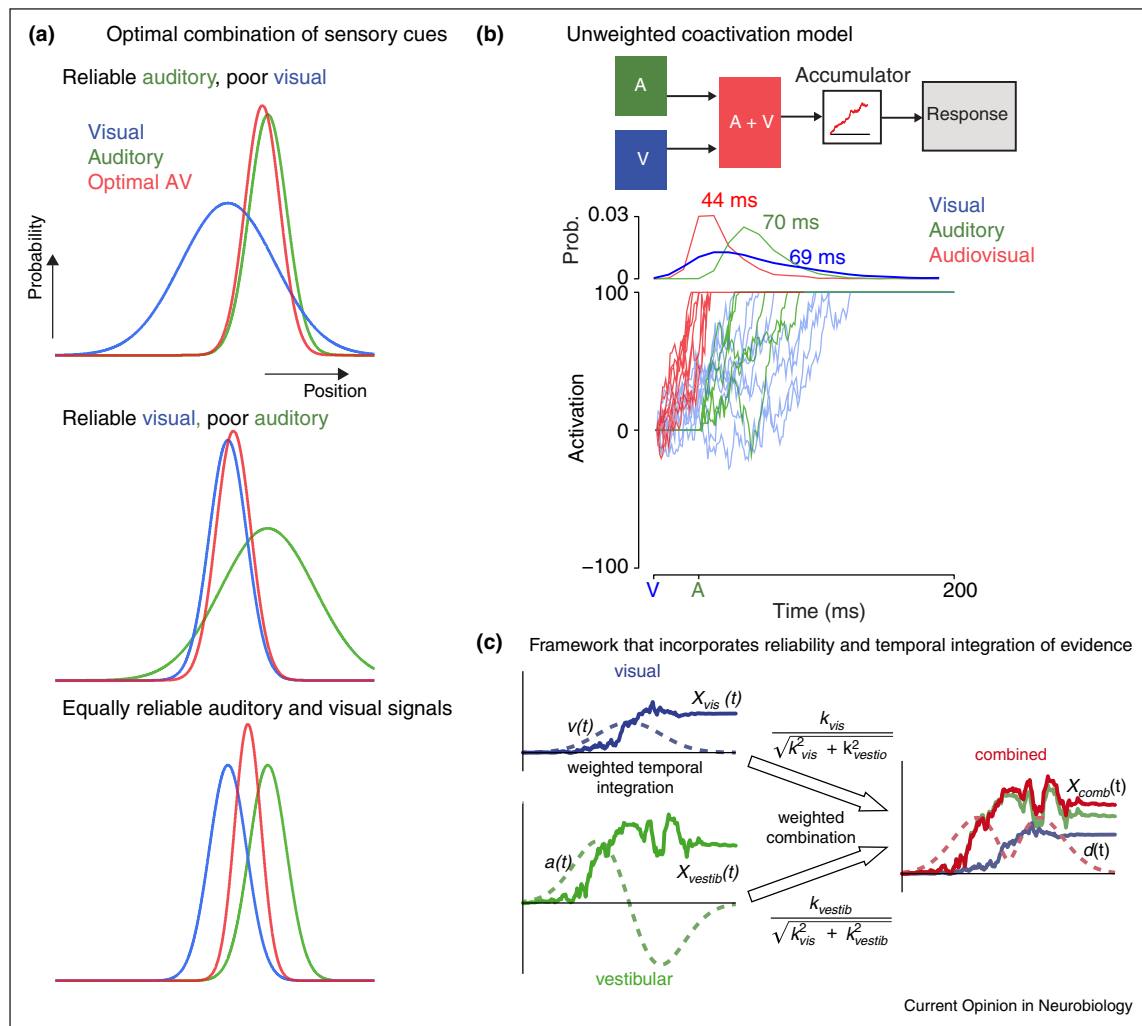 (a) Optimal combination of sensory cues
Reliable auditory, poor visual
Visual
Auditory
Optimal AV
Probability
Position
Reliable visual, poor auditory
Equally reliable auditory and visual signals
(b) Unweighted coactivation model
A
V
A + V
Accumulator
Response
0.03
0
Prob.
44 ms
70 ms
69 ms
Visual
Auditory
Audiovisual
100
0
−100
Activation
V A 200
Time (ms)
(c) Framework that incorporates reliability and temporal integration of evidence
visual
v(t)
X_vis (t)
weighted temporal
integration
a(t)
X_vestib(t)
vestibular
k_vis
√k²_vis + k²_vestio
weighted
combination
k_vestib
√k²_vis + k²_vestib
combined
X_comb(t)
d(t)
Current Opinion in Neurobiology